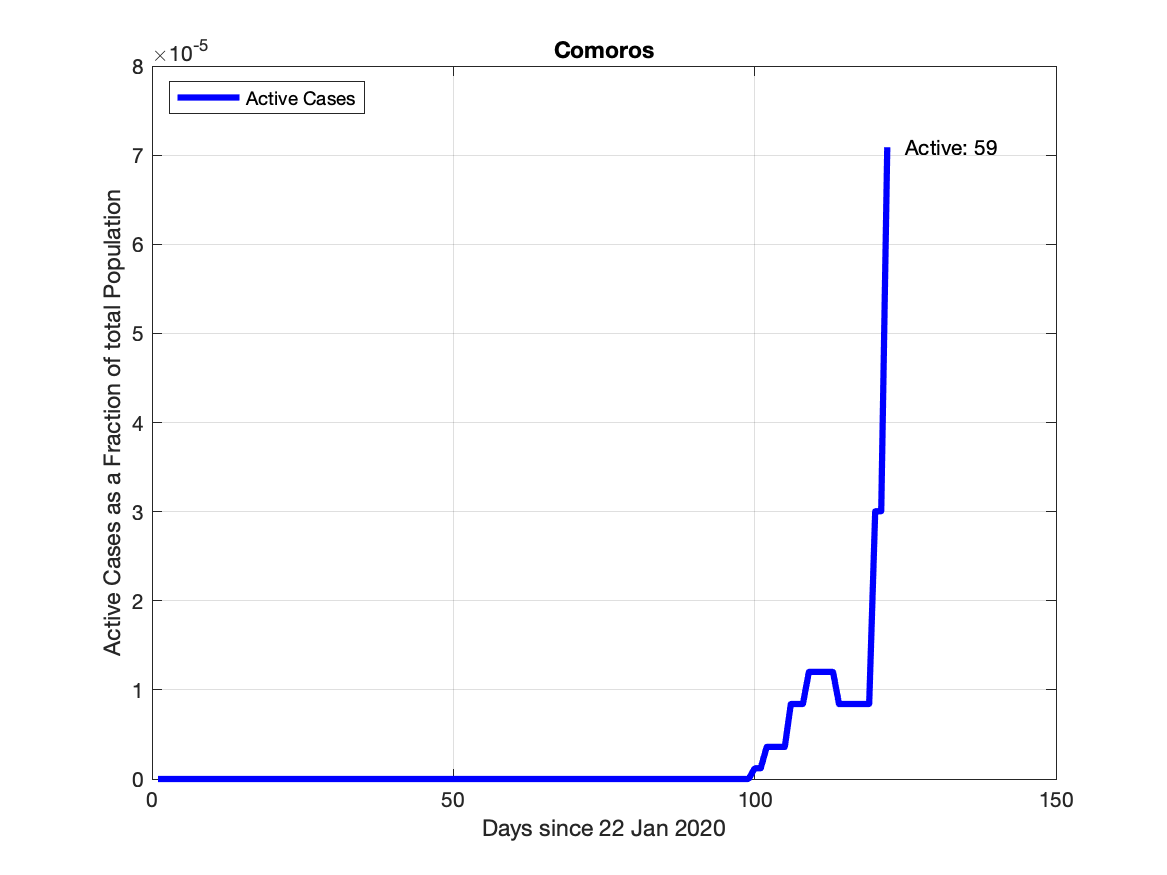 Comoros
×10-5
Active Cases
Active: 59
8
7
6
5
4
3
2
1
0
0 50 100 150
Days since 22 Jan 2020
Active Cases as a Fraction of total Population